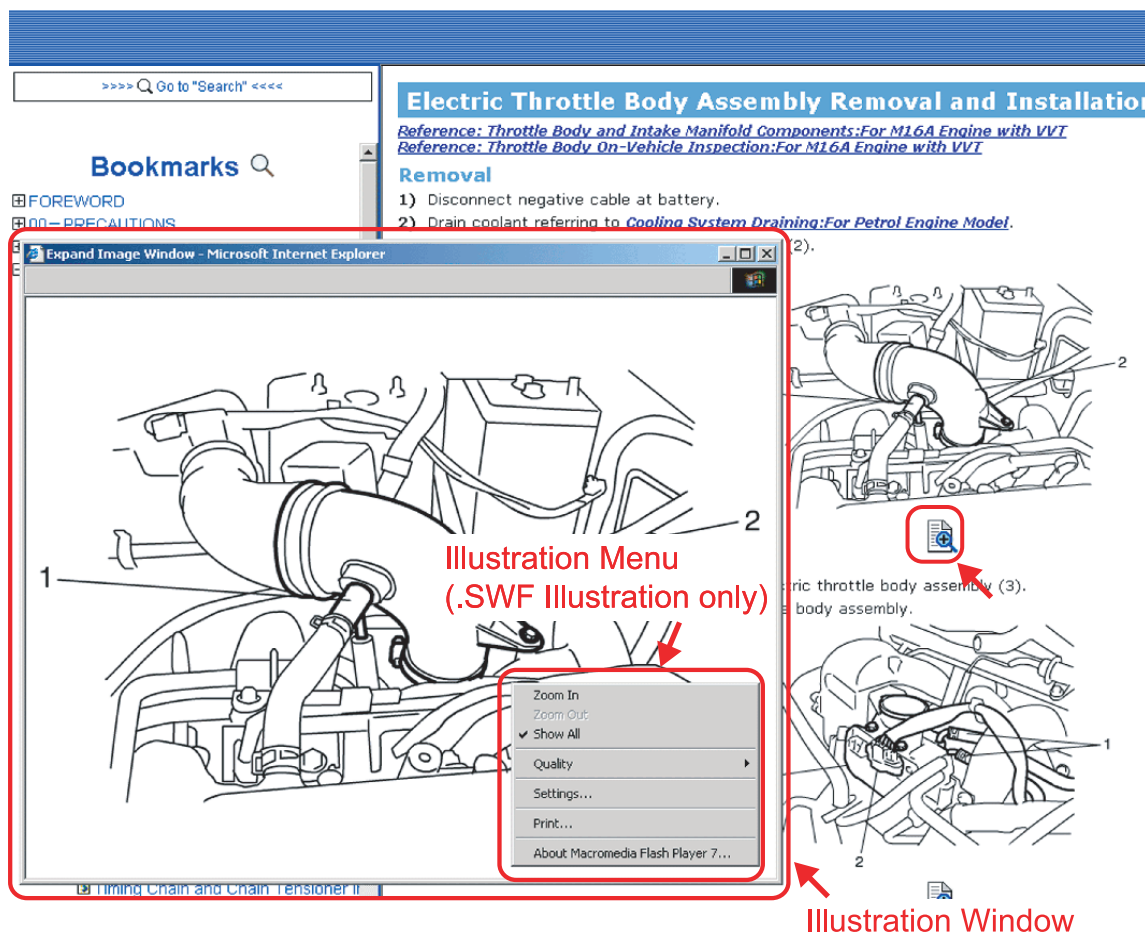 >>>> Go to "Search" <<<<
Bookmarks
FOREWORD
00－PRECAUTIONS
Electric Throttle Body Assembly Removal and Installatio
Reference: Throttle Body and Intake Manifold Components:For M16A Engine with VVT
Reference: Throttle Body On-Vehicle Inspection:For M16A Engine with VVT
Removal
1) Disconnect negative cable at battery.
2) Drain coolant referring to Cooling System Draining:For Petrol Engine Model.
(2).
2
Expand Image Window - Microsoft Internet Explorer
1
2
Illustration Menu
(.SWF Illustration only)
Zoom In
Zoom Out
Show All
Quality
Settings...
Print...
About Macromedia Flash Player 7...
tric throttle body assembly (3).
body assembly.
1
2
Timing Chain and Chain Tensioner
Illustration Window